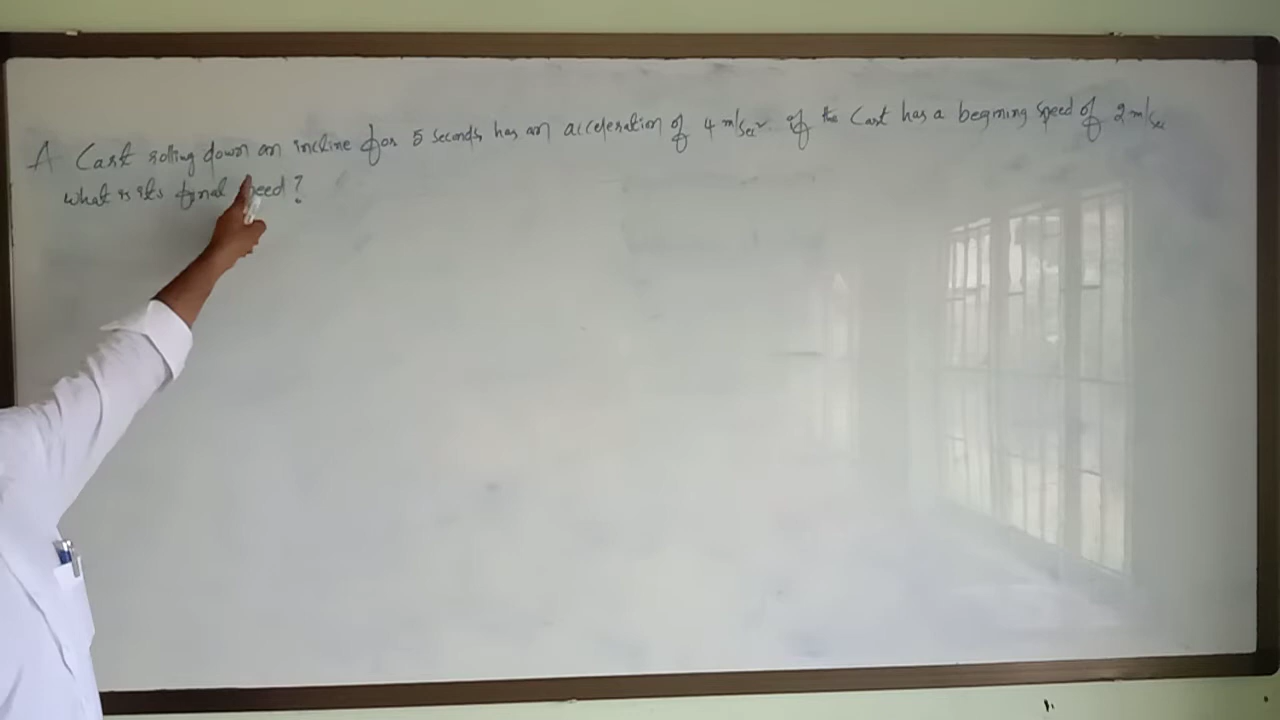 A Cart rolling down an incline for 5 seconds has an acceleration of 4 m/sec². if the Cart has a begining speed of 2 m/sec
what is its final speed?